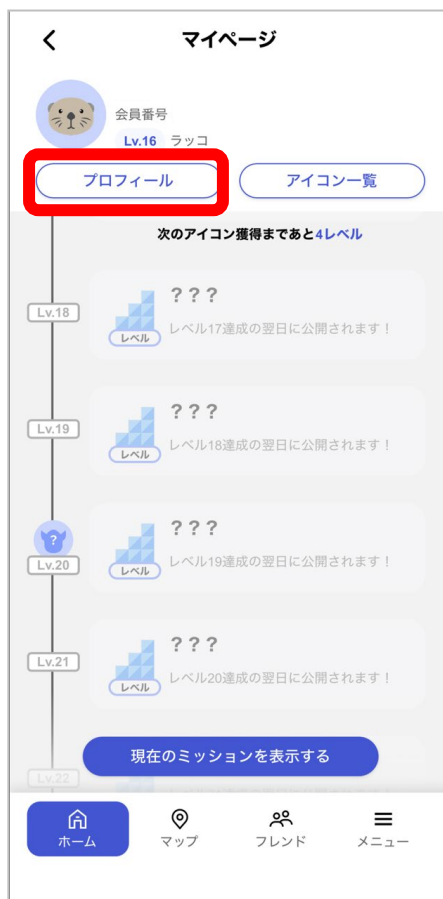 マイページ
会員番号
Lv.16 ラッコ
プロフィール
アイコン一覧
次のアイコン獲得まであと4レベル
Lv.18
???
レベル
レベル17達成の翌日に公開されます!
Lv.19
???
レベル
レベル18達成の翌日に公開されます!
?
Lv.20
???
レベル
レベル19達成の翌日に公開されます!
Lv.21
???
レベル
レベル20達成の翌日に公開されます!
現在のミッションを表示する
Lv.22
ホーム
マップ
フレンド
メニュー